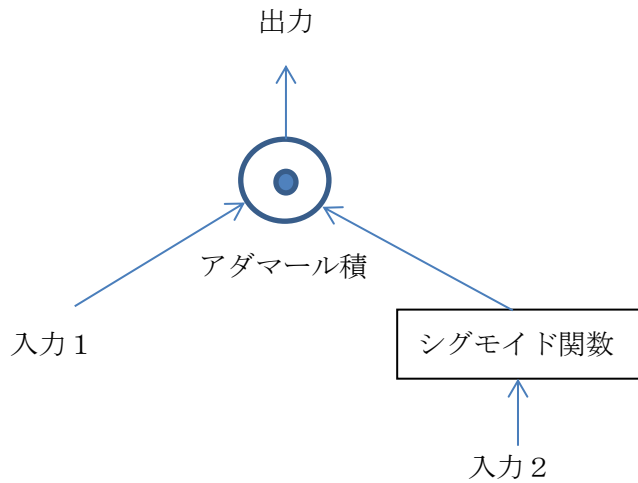 出力
アダマール積
入力１
シグモイド関数
入力２